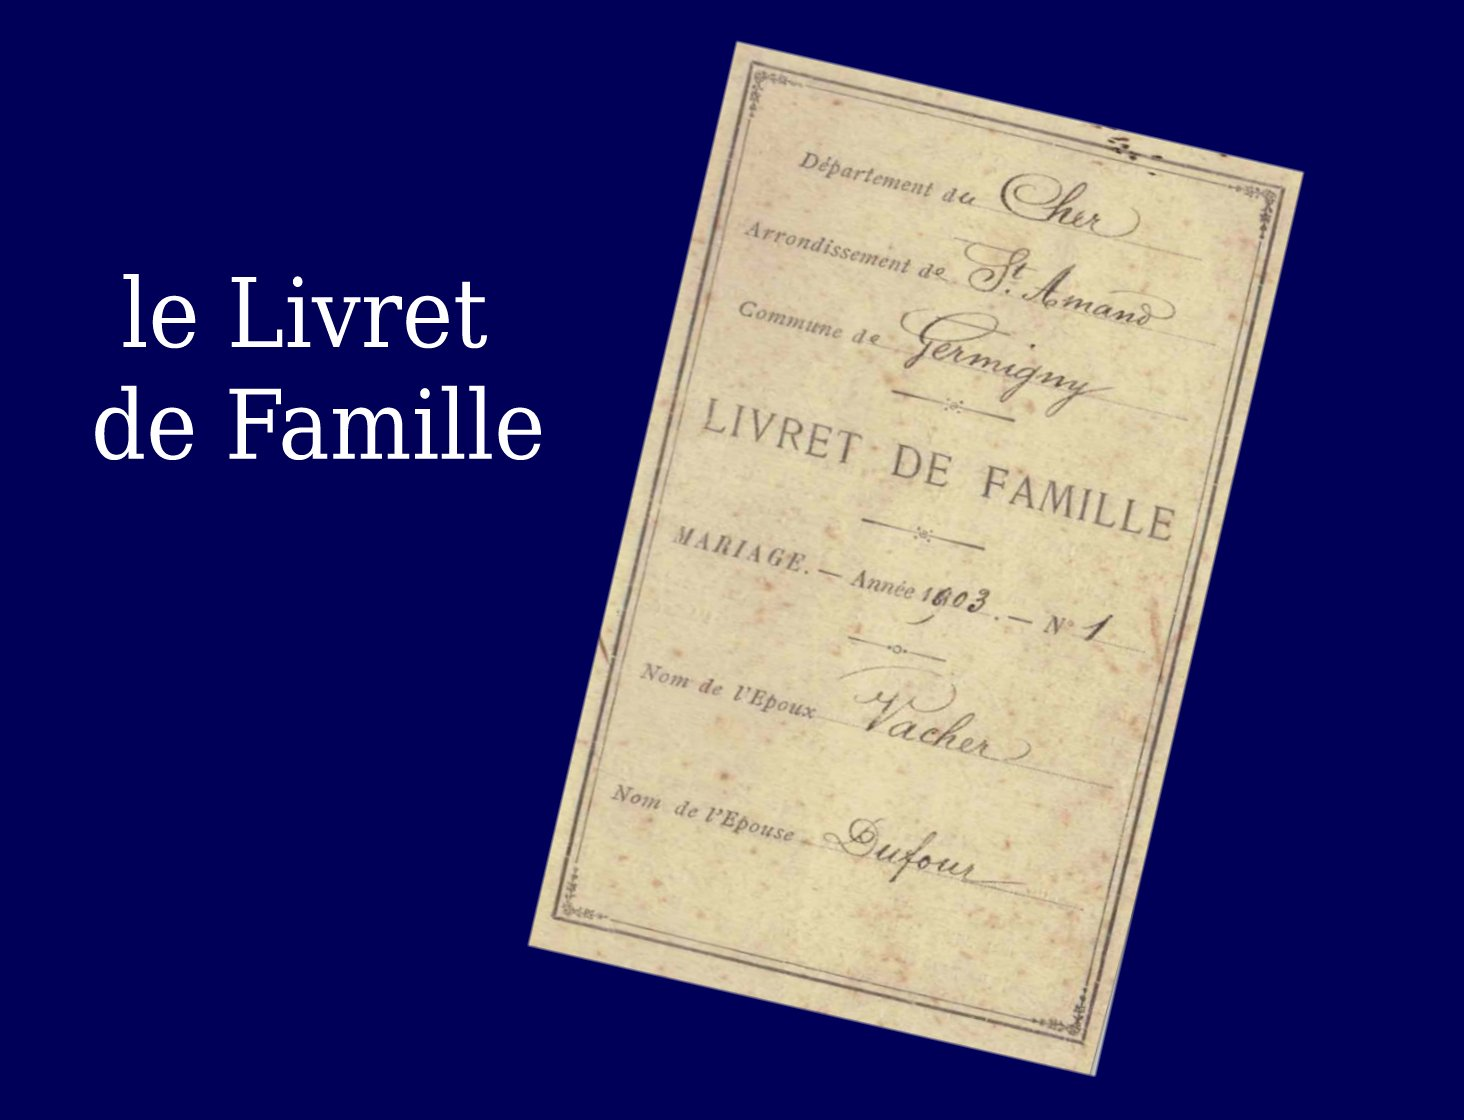 le Livret
de Famille
Département du Cher
Arrondissement de St. Amand
Commune de Germigny
LIVRET DE FAMILLE
MARIAGE. — Année 1903. — N° 1
Nom de l'Epoux Vacher
Nom de l'Epouse Dufour